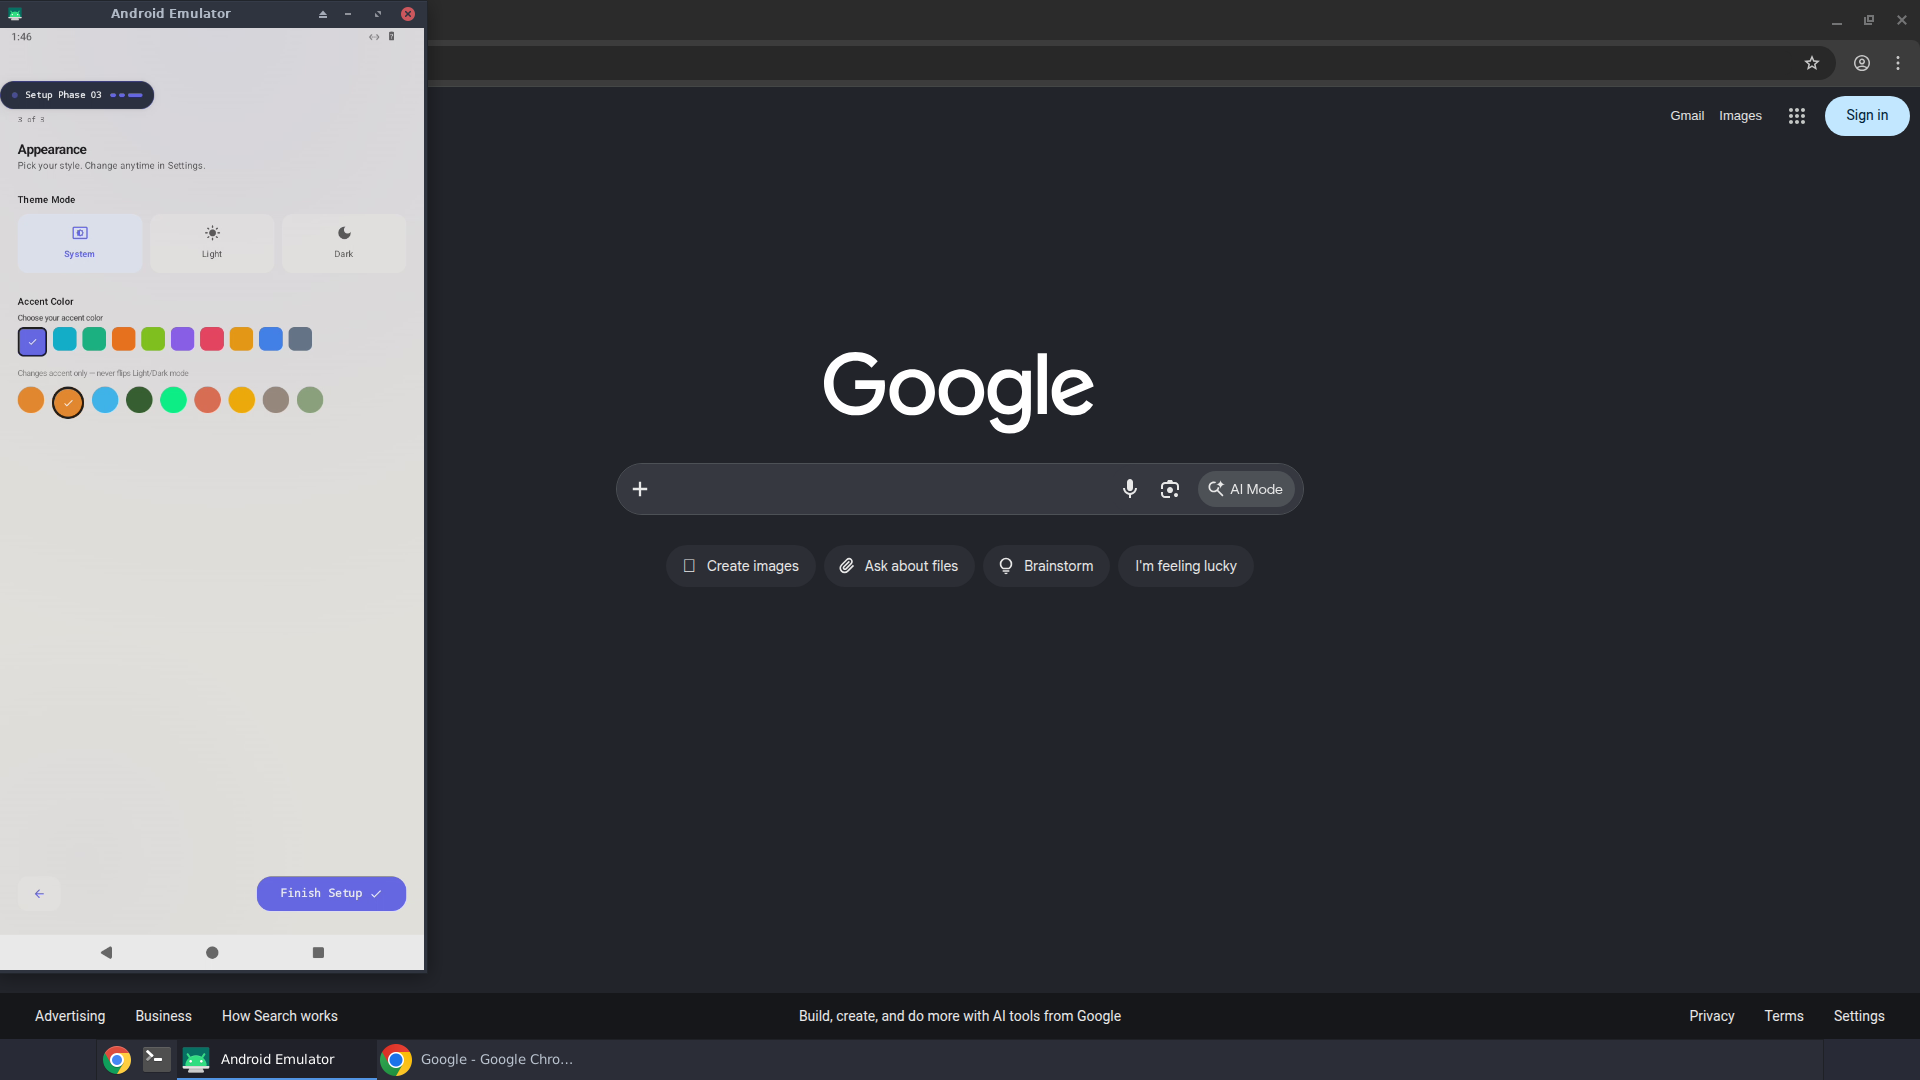 Android Emulator
1:46
Setup Phase 03
3 of 3
Appearance
Pick your style. Change anytime in Settings.
Theme Mode
System
Light
Dark
Accent Color
Choose your accent color
Changes accent only — never flips Light/Dark mode
Finish Setup
Gmail
Images
Sign in
Google
AI Mode
Create images
Ask about files
Brainstorm
I'm feeling lucky
Advertising
Business
How Search works
Build, create, and do more with AI tools from Google
Privacy
Terms
Settings
Android Emulator
Google - Google Chro...